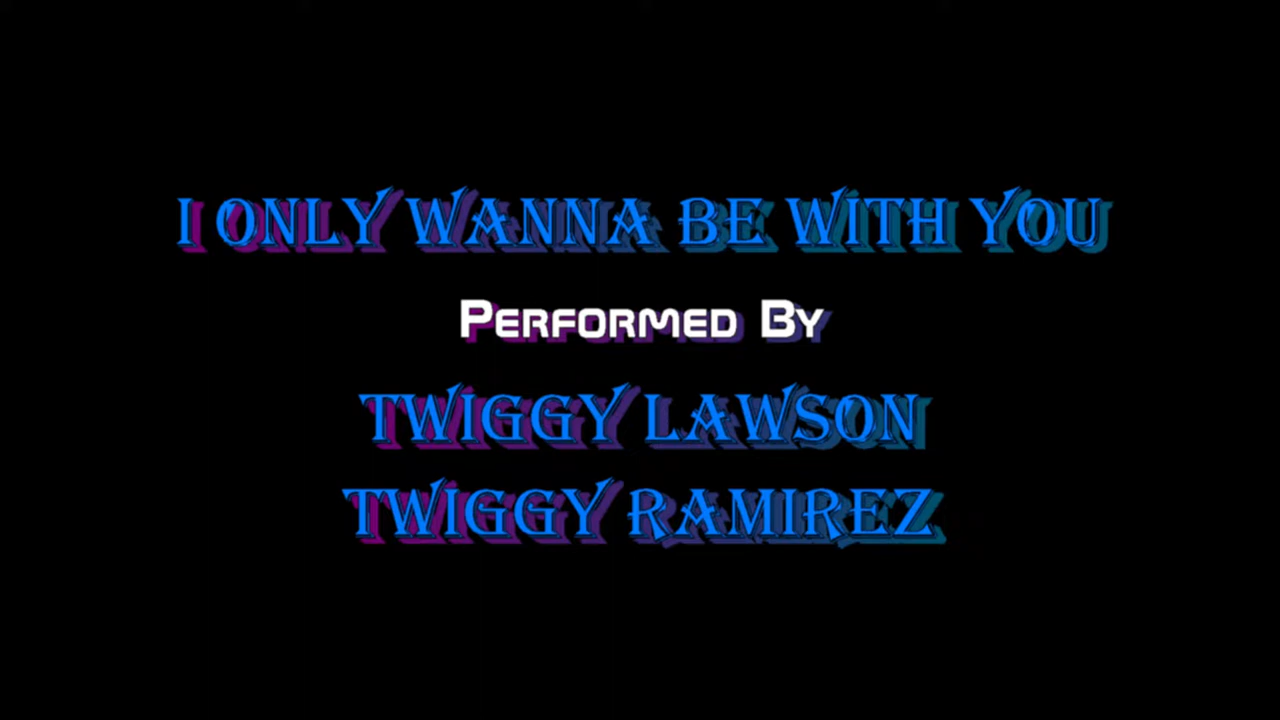 I ONLY WANNA BE WITH YOU
PERFORMED BY
TWIGGY LAWSON
TWIGGY RAMIREZ